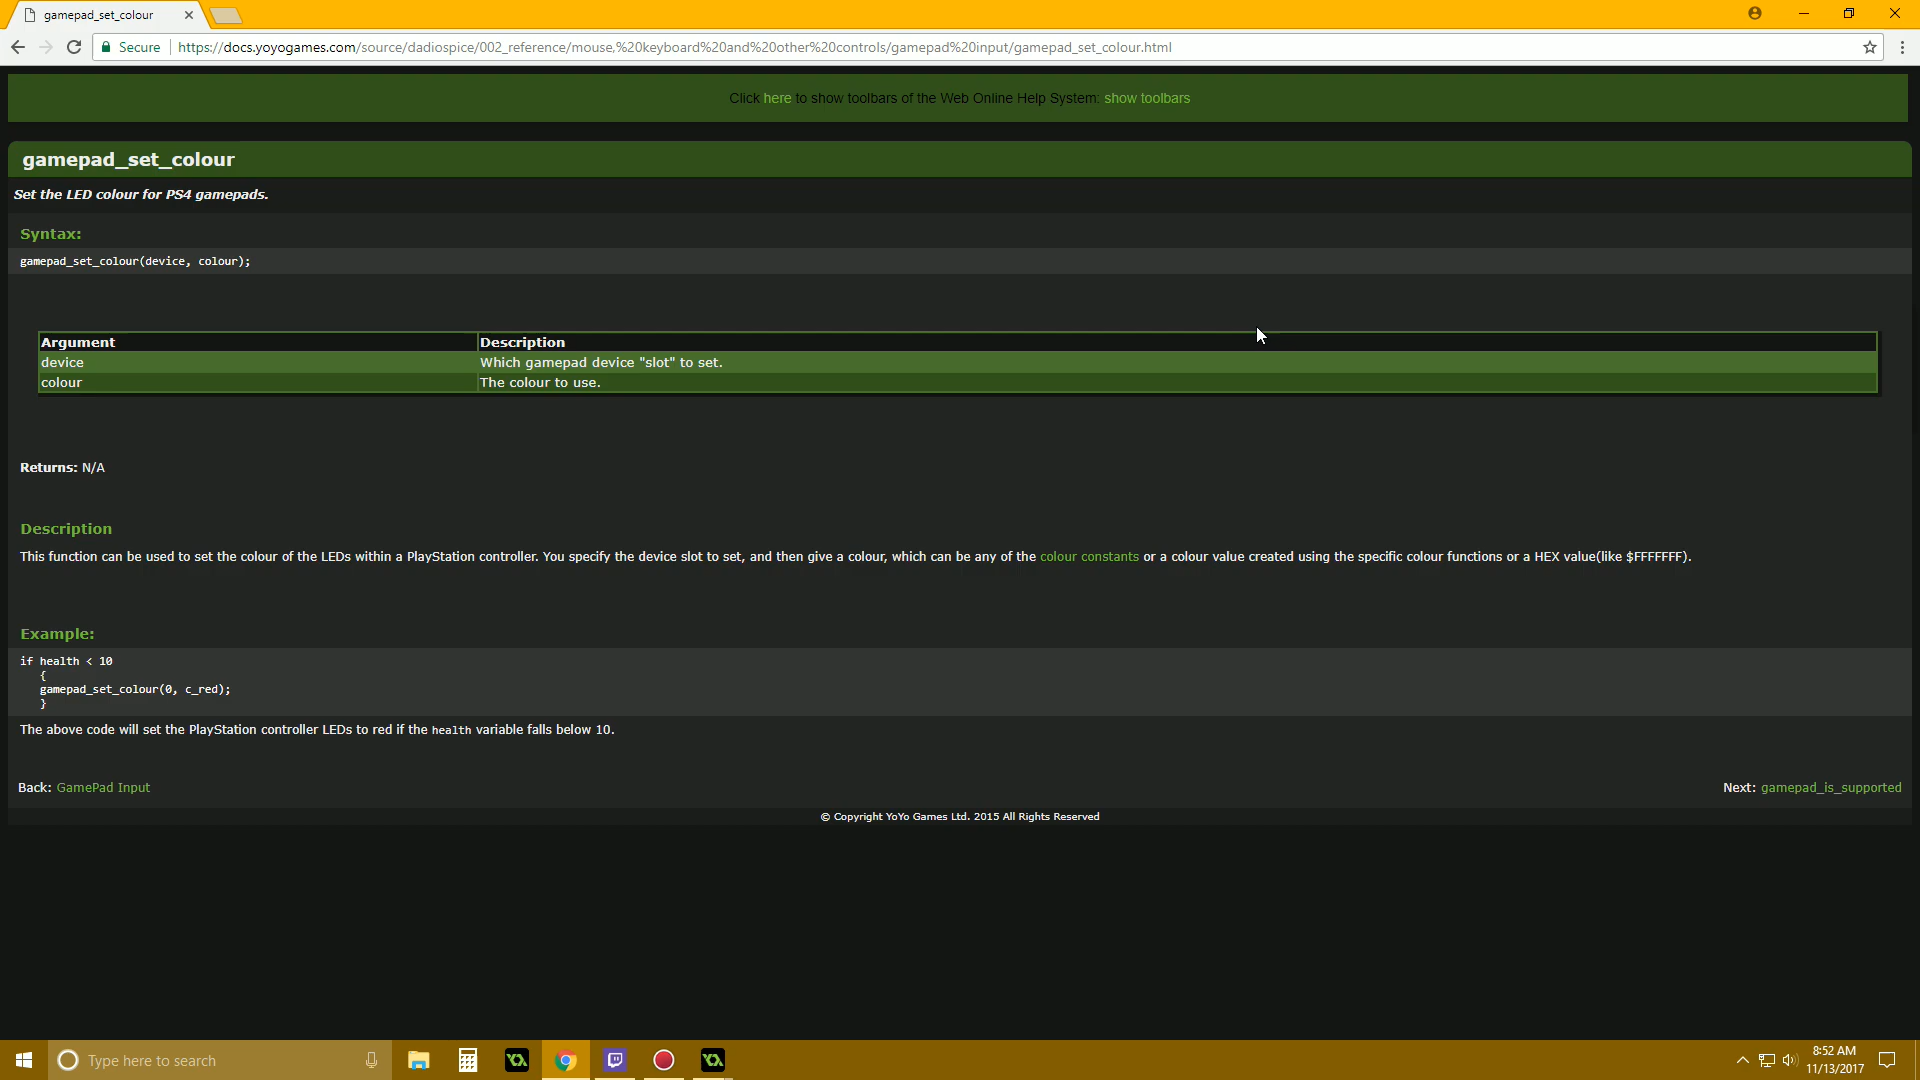 gamepad_set_colour
Secure https://docs.yoyogames.com/source/dadiospice/002_reference/mouse,%20keyboard%20and%20other%20controls/gamepad%20input/gamepad_set_colour.html
Click here to show toolbars of the Web Online Help System: show toolbars
gamepad_set_colour
Set the LED colour for PS4 gamepads.
Syntax:
gamepad_set_colour(device, colour);
Argument Description
device Which gamepad device "slot" to set.
colour The colour to use.
Returns: N/A
Description
This function can be used to set the colour of the LEDs within a PlayStation controller. You specify the device slot to set, and then give a colour, which can be any of the colour constants or a colour value created using the specific colour functions or a HEX value(like $FFFFFFF).
Example:
if health < 10
{
gamepad_set_colour(0, c_red);
}
The above code will set the PlayStation controller LEDs to red if the health variable falls below 10.
Back: GamePad Input Next: gamepad_is_supported
© Copyright YoYo Games Ltd. 2015 All Rights Reserved
Type here to search
8:52 AM
11/13/2017